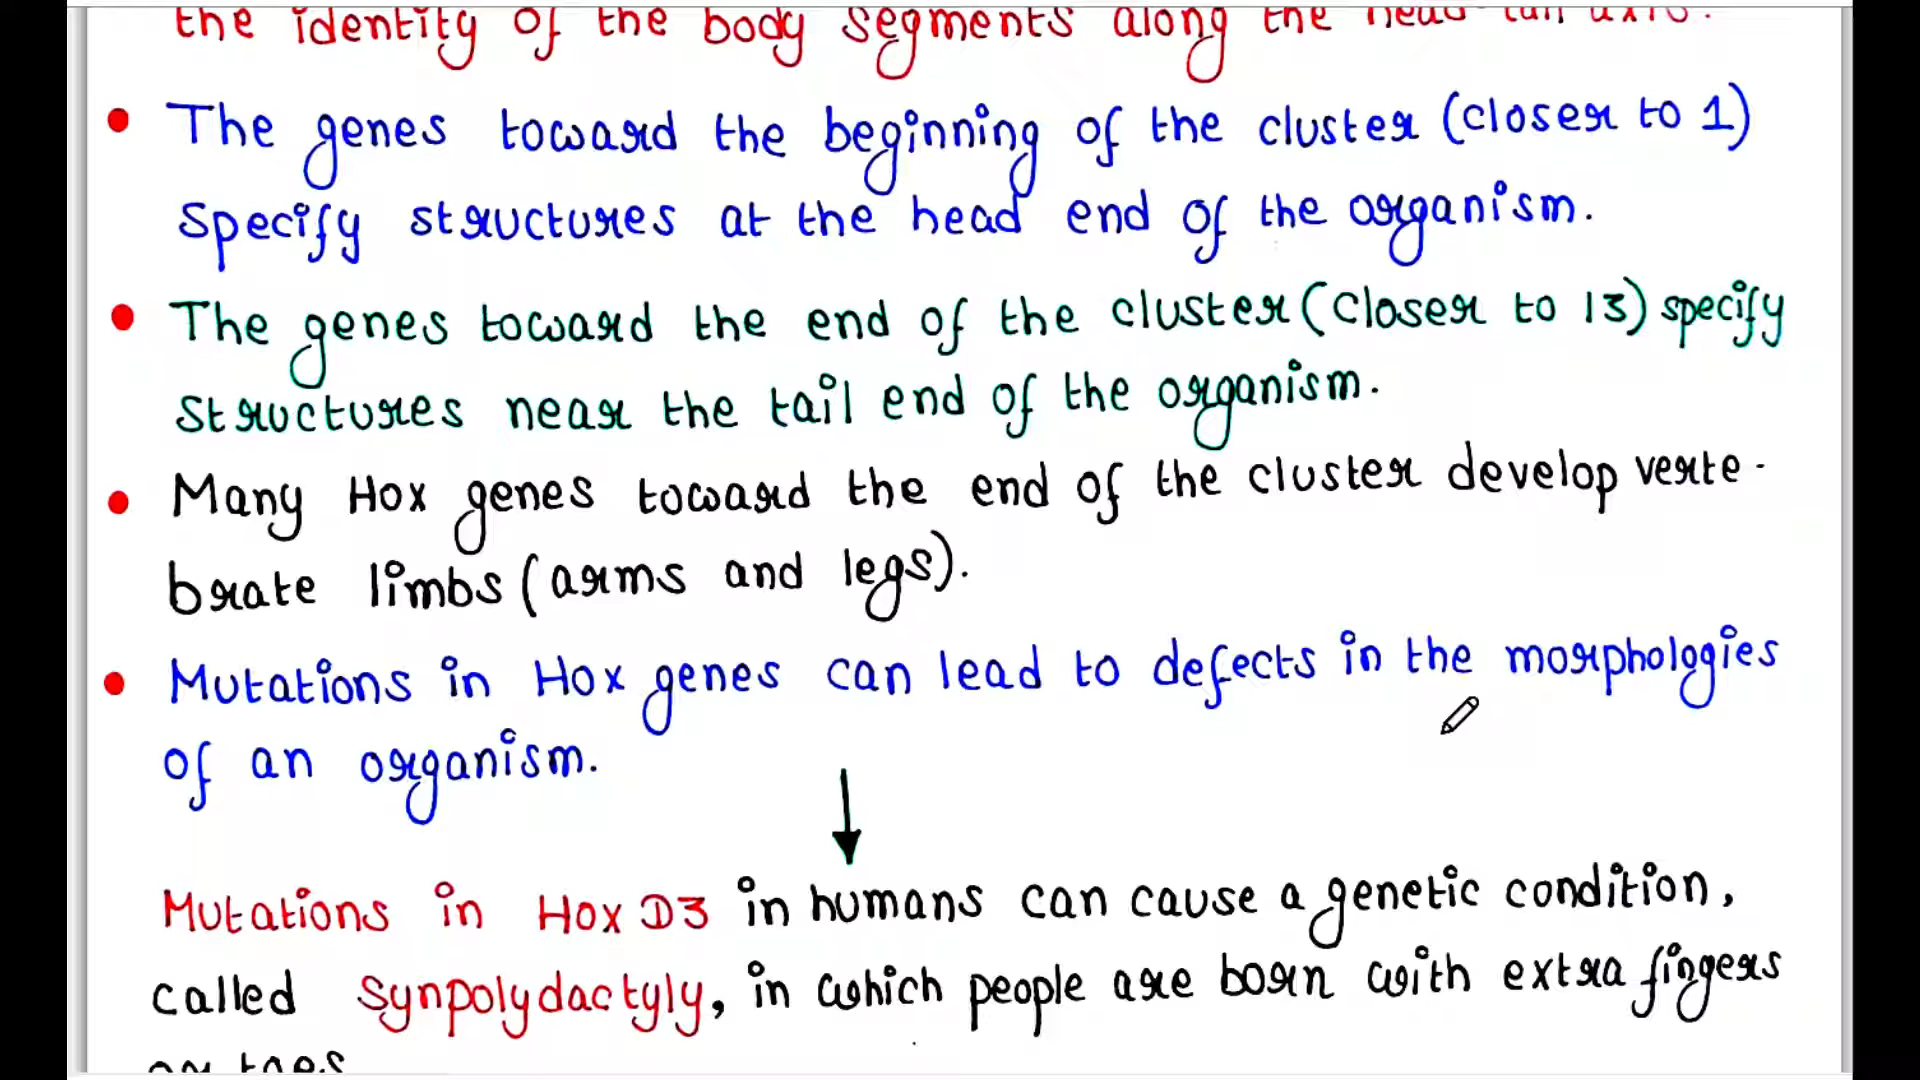 the identity of the body segments along the head-tail axis.
• The genes toward the beginning of the cluster (closer to 1)
specify structures at the head end of the organism.
• The genes toward the end of the cluster (closer to 13) specify
structures near the tail end of the organism.
• Many Hox genes toward the end of the cluster develop verte-
brate limbs (arms and legs).
• Mutations in Hox genes can lead to defects in the morphologies
of an organism.
Mutations in Hox D3 in humans can cause a genetic condition,
called Synpolydactyly, in which people are born with extra fingers
or toes